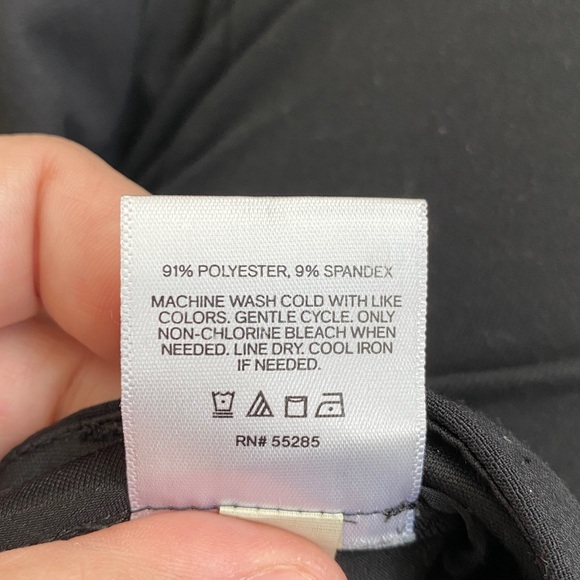 91% POLYESTER, 9% SPANDEX
MACHINE WASH COLD WITH LIKE
COLORS. GENTLE CYCLE. ONLY
NON-CHLORINE BLEACH WHEN
NEEDED. LINE DRY. COOL IRON
IF NEEDED.
RN# 55285